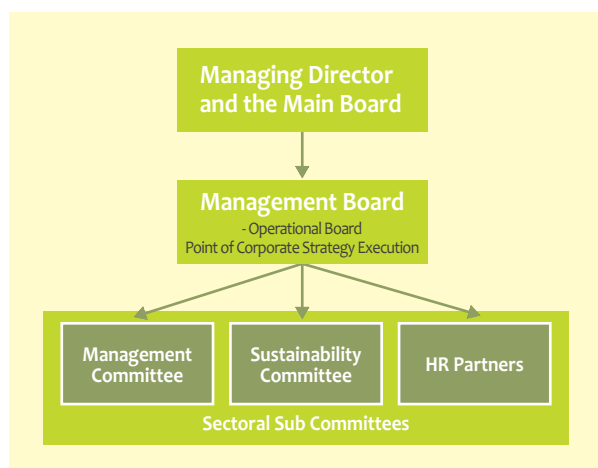 Managing Director
and the Main Board
Management Board
- Operational Board
Point of Corporate Strategy Execution
Management
Committee
Sustainability
Committee
HR Partners
Sectoral Sub Committees